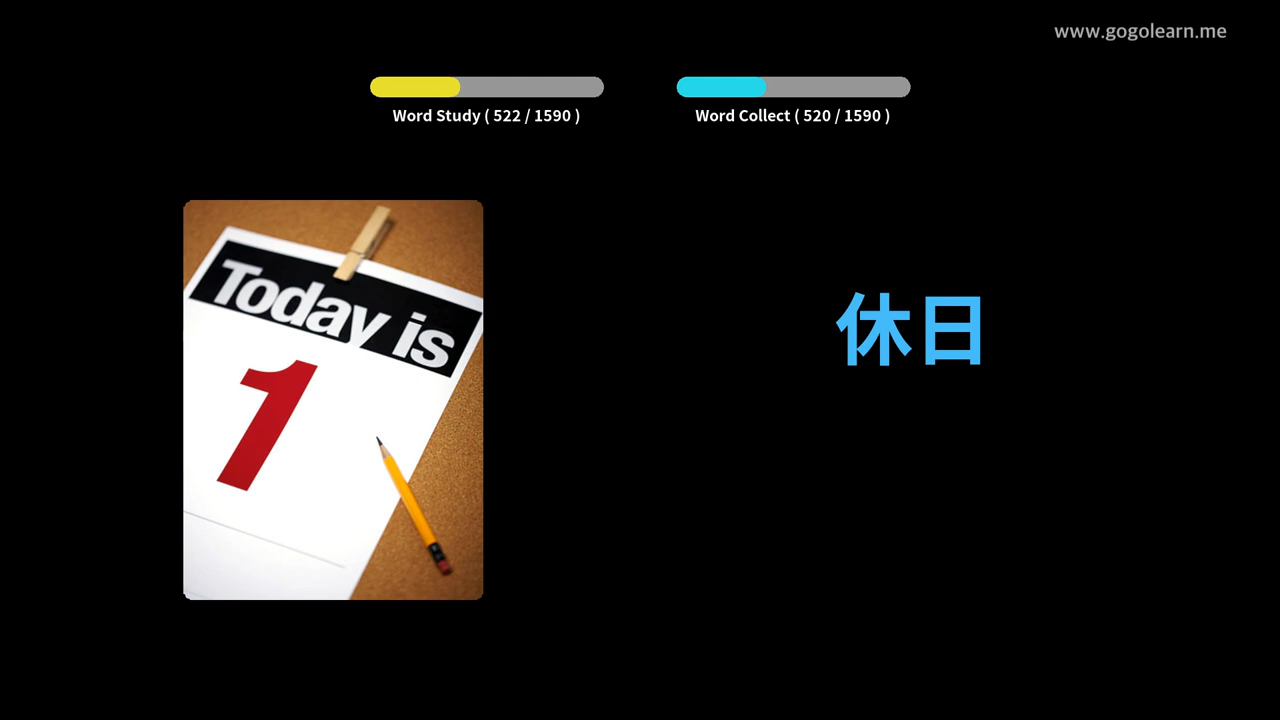 www.gogolearn.me
Word Study ( 522 / 1590 )
Word Collect ( 520 / 1590 )
Today is
1
休日